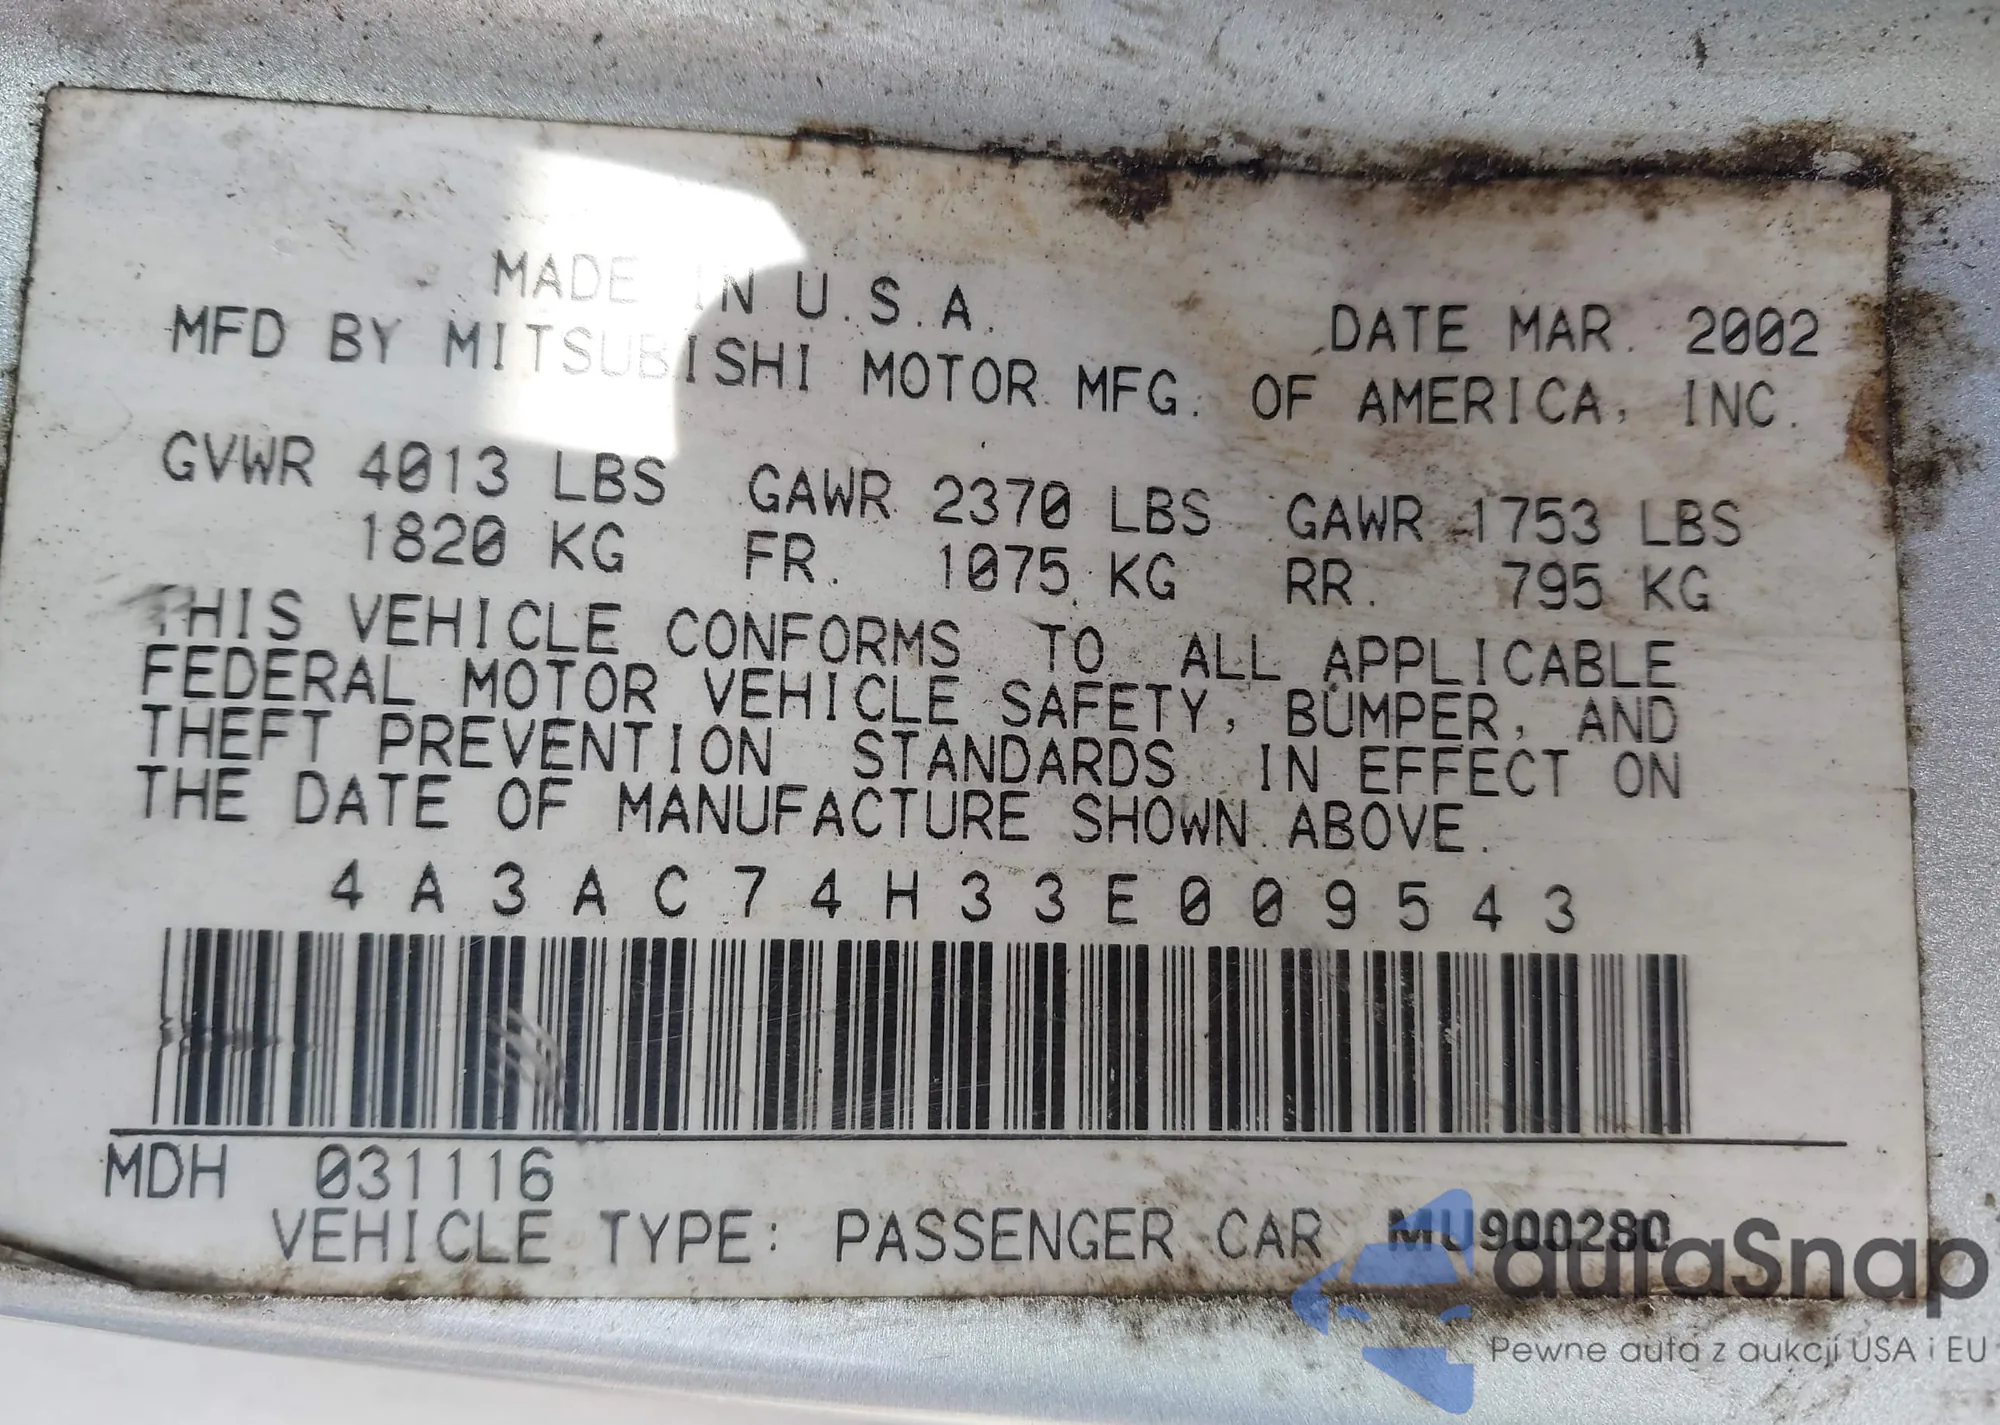 MADE IN U.S.A.
DATE MAR. 2002
MFD BY MITSUBISHI MOTOR MFG. OF AMERICA, INC.
GVWR 4013 LBS GAWR 2370 LBS GAWR 1753 LBS
1820 KG FR. 1075 KG RR. 795 KG
THIS VEHICLE CONFORMS TO ALL APPLICABLE
FEDERAL MOTOR VEHICLE SAFETY, BUMPER, AND
THEFT PREVENTION STANDARDS IN EFFECT ON
THE DATE OF MANUFACTURE SHOWN ABOVE.
4A3AC74H33E009543
MDH 031116
VEHICLE TYPE: PASSENGER CAR MU900280
autaSnap
Pewne auta z aukcji USA i EU